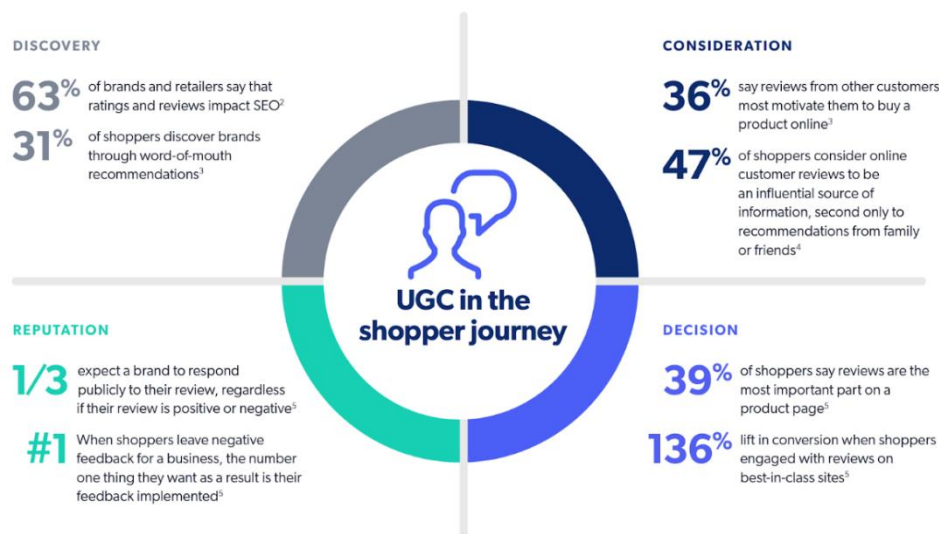 DISCOVERY
63% of brands and retailers say that
ratings and reviews impact SEO²
31% of shoppers discover brands
through word-of-mouth
recommendations³
CONSIDERATION
36% say reviews from other customers
most motivate them to buy a
product online³
47% of shoppers consider online
customer reviews to be
an influential source of
information, second only to
recommendations from family
or friends⁴
UGC in the
shopper journey
REPUTATION
1/3 expect a brand to respond
publicly to their review, regardless
if their review is positive or negative⁵
#1 When shoppers leave negative
feedback for a business, the number
one thing they want as a result is their
feedback implemented⁵
DECISION
39% of shoppers say reviews are the
most important part on a
product page⁵
136% lift in conversion when shoppers
engaged with reviews on
best-in-class sites⁵